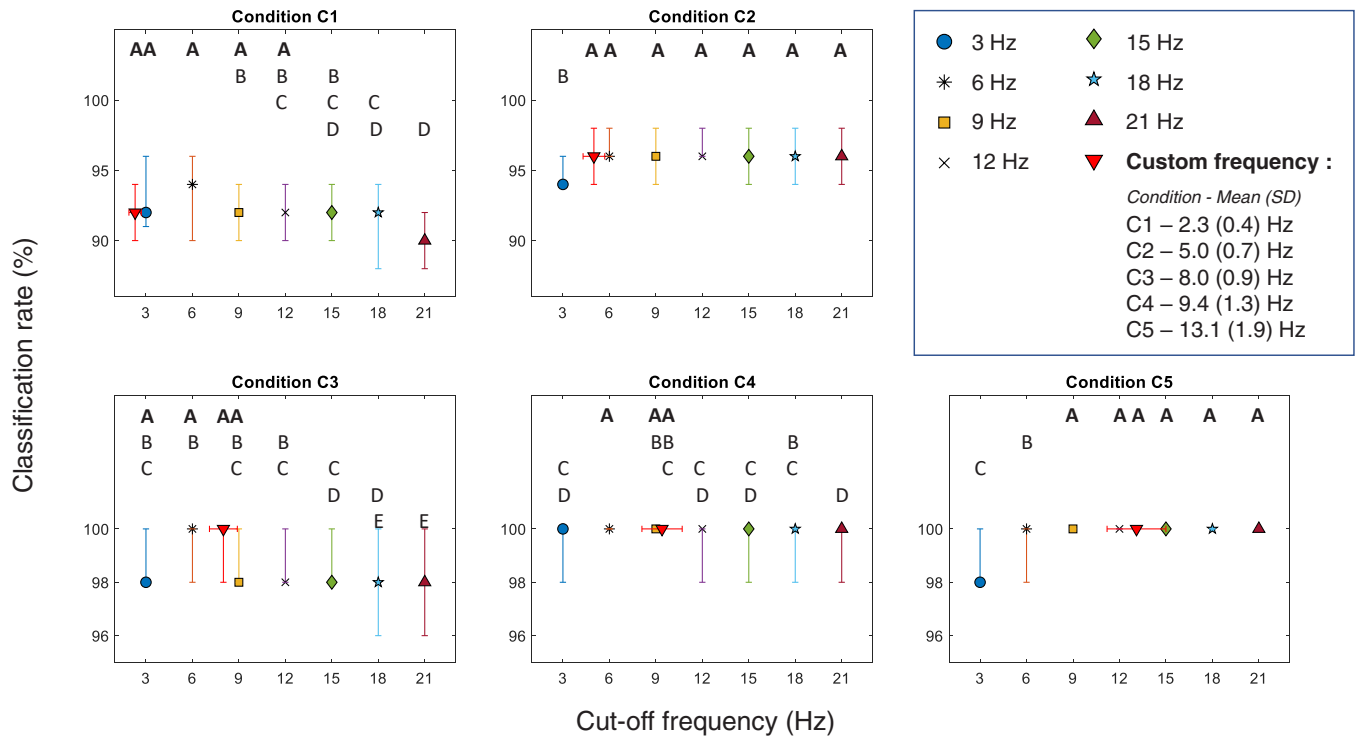 Condition C1
AA A A A
B B B
C C C
D D D
100
95
90
3 6 9 12 15 18 21
Condition C2
A A A A A A A
B
100
95
90
3 6 9 12 15 18 21
3 Hz
6 Hz
9 Hz
12 Hz
15 Hz
18 Hz
21 Hz
Custom frequency :
Condition - Mean (SD)
C1 – 2.3 (0.4) Hz
C2 – 5.0 (0.7) Hz
C3 – 8.0 (0.9) Hz
C4 – 9.4 (1.3) Hz
C5 – 13.1 (1.9) Hz
Classification rate (%)
Condition C3
A A AA
B B B B
C C C C
D D
E E
100
98
96
3 6 9 12 15 18 21
Condition C4
A AA
BB B
C C C C C
D D D D
100
98
96
3 6 9 12 15 18 21
Condition C5
A A A A A A
B
C
100
98
96
3 6 9 12 15 18 21
Cut-off frequency (Hz)